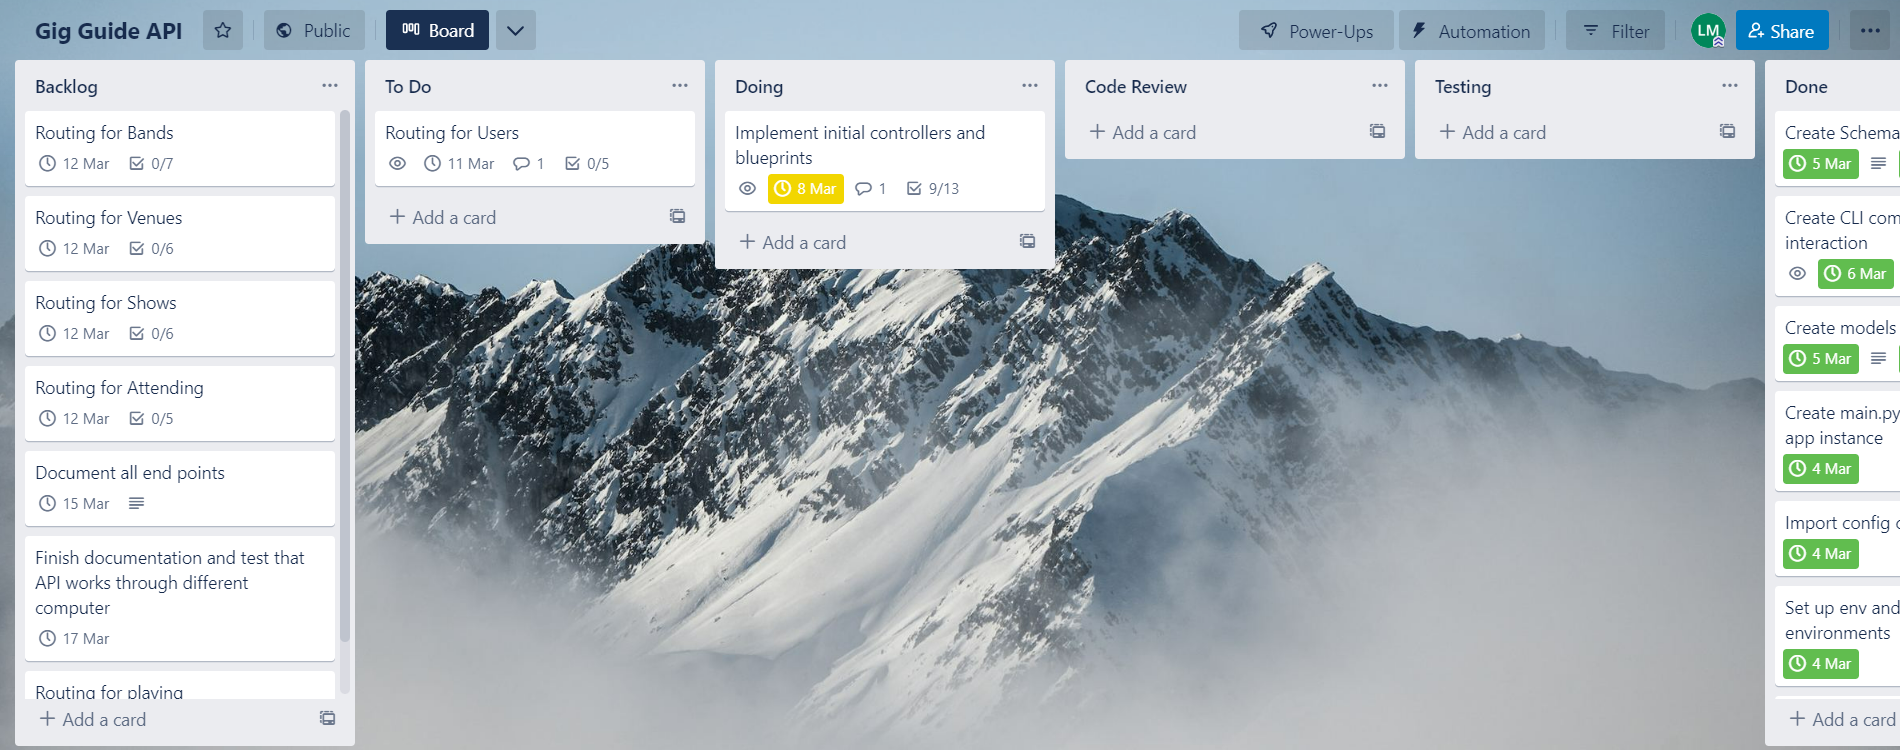 Gig Guide API
Public
Board
Power-Ups
Automation
Filter
LM
Share
Backlog
Routing for Bands
12 Mar 0/7
Routing for Venues
12 Mar 0/6
Routing for Shows
12 Mar 0/6
Routing for Attending
12 Mar 0/5
Document all end points
15 Mar
Finish documentation and test that
API works through different
computer
17 Mar
Routing for playing
+ Add a card
To Do
Routing for Users
11 Mar 1 0/5
+ Add a card
Doing
Implement initial controllers and
blueprints
8 Mar 1 9/13
+ Add a card
Code Review
+ Add a card
Testing
+ Add a card
Done
Create Schema
5 Mar
Create CLI com
interaction
6 Mar
Create models
5 Mar
Create main.py
app instance
4 Mar
Import config
4 Mar
Set up env and
environments
4 Mar
+ Add a card